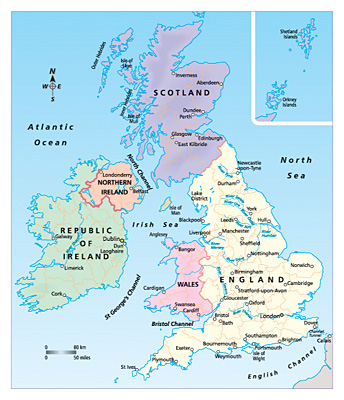 Shetland
Islands
Orkney
Islands
N
W
E
S
Outer Hebrides
Isle of
Skye
Inverness
Aberdeen
SCOTLAND
Inner Hebrides
Isle of
Mull
Dundee
Perth
Atlantic
Ocean
Glasgow
Edinburgh
East Kilbride
North
Sea
North Channel
Londonderry
NORTHERN
IRELAND
Belfast
Newcastle
upon-Tyne
Durham
Lake
District
Isle of
Man
Irish Sea
Blackpool
Leeds
York
Hull
REPUBLIC
OF
IRELAND
Galway
Dublin
Dun
Laoghaire
Limerick
Cork
Anglesey
Liverpool
Manchester
Sheffield
Bangor
Nottingham
Norwich
WALES
ENGLAND
Birmingham
Cambridge
Stratford-upon-Avon
Cardigan
Gloucester
Oxford
Swansea
Cardiff
St George's Channel
Bristol Channel
Bristol
Bath
London
Dover
Calais
Exeter
Bournemouth
Southampton
Brighton
Portsmouth
Isle of
Wight
Plymouth
St Ives
English Channel
80 km
0
50 miles